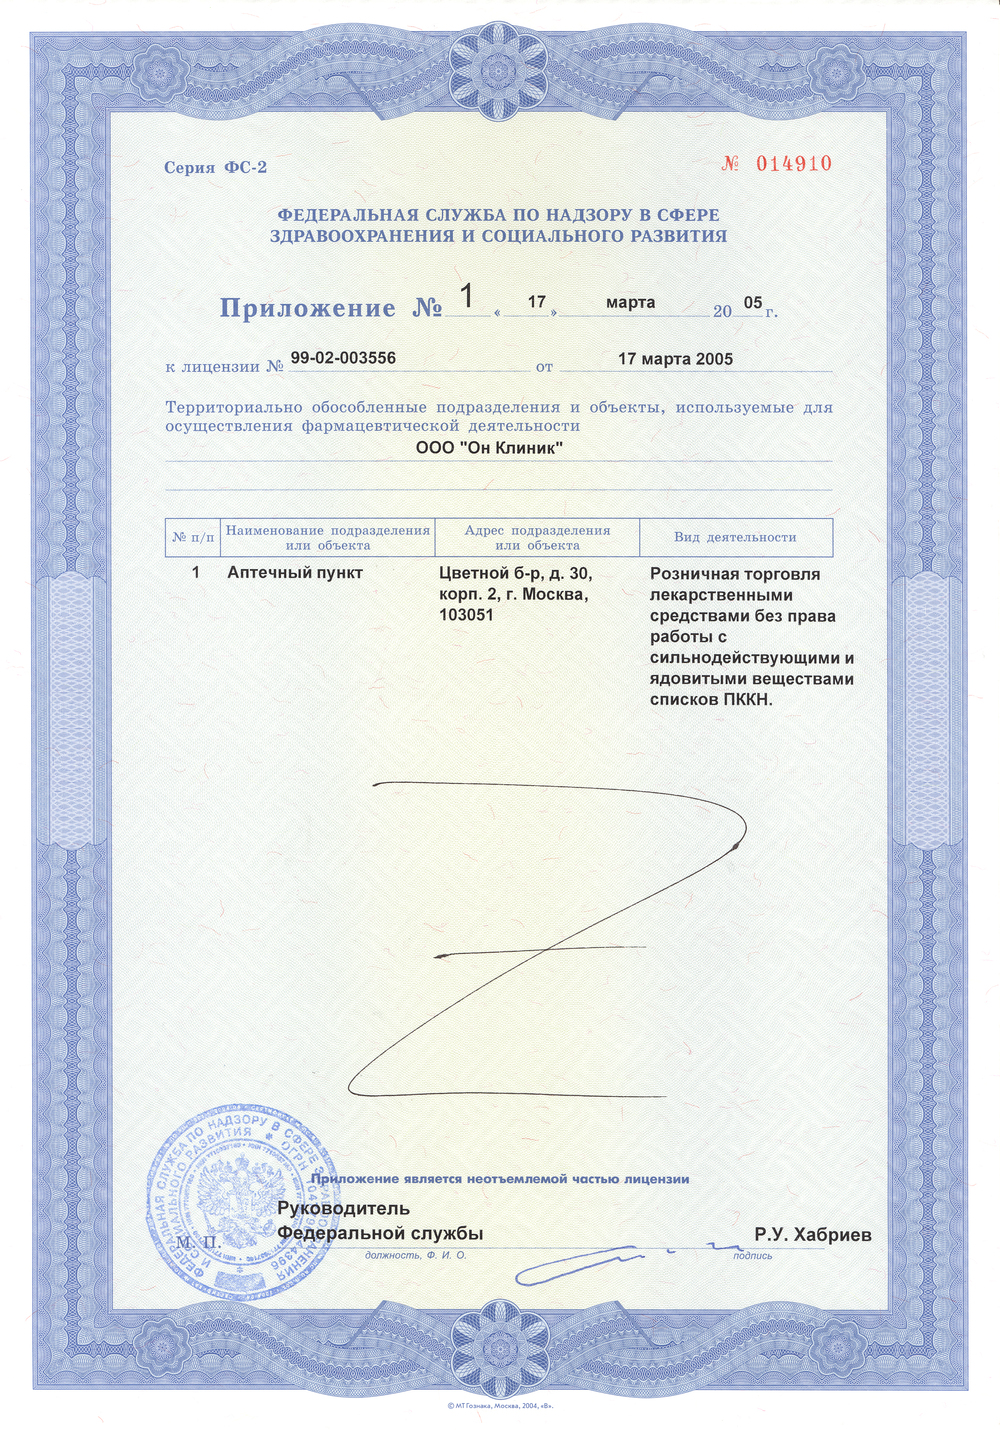 Серия ФС-2
№ 014910
ФЕДЕРАЛЬНАЯ СЛУЖБА ПО НАДЗОРУ В СФЕРЕ
ЗДРАВООХРАНЕНИЯ И СОЦИАЛЬНОГО РАЗВИТИЯ
Приложение № 1 « 17 » марта 20 05 г.
к лицензии № 99-02-003556 от 17 марта 2005
Территориально обособленные подразделения и объекты, используемые для
осуществления фармацевтической деятельности
ООО "Он Клиник"
№ п/п
Наименование подразделения
или объекта
Адрес подразделения
или объекта
Вид деятельности
1
Аптечный пункт
Цветной б-р, д. 30,
корп. 2, г. Москва,
103051
Розничная торговля
лекарственными
средствами без права
работы с
сильнодействующими и
ядовитыми веществами
списков ПККН.
ФЕДЕРАЛЬНАЯ СЛУЖБА ПО НАДЗОРУ В СФЕРЕ ЗДРАВООХРАНЕНИЯ
И СОЦИАЛЬНОГО РАЗВИТИЯ
ОГРН
Приложение является неотъемлемой частью лицензии
Руководитель
Федеральной службы
Р.У. Хабриев
М. П.
должность, Ф. И. О.
подпись
© МТ Гознака, Москва, 2004, «В».